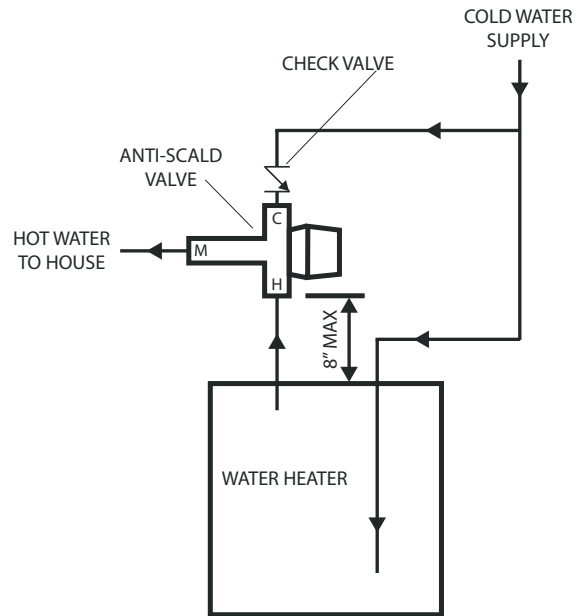 COLD WATER
SUPPLY
CHECK VALVE
ANTI-SCALD
VALVE
C
HOT WATER
TO HOUSE
M
H
8" MAX
WATER HEATER